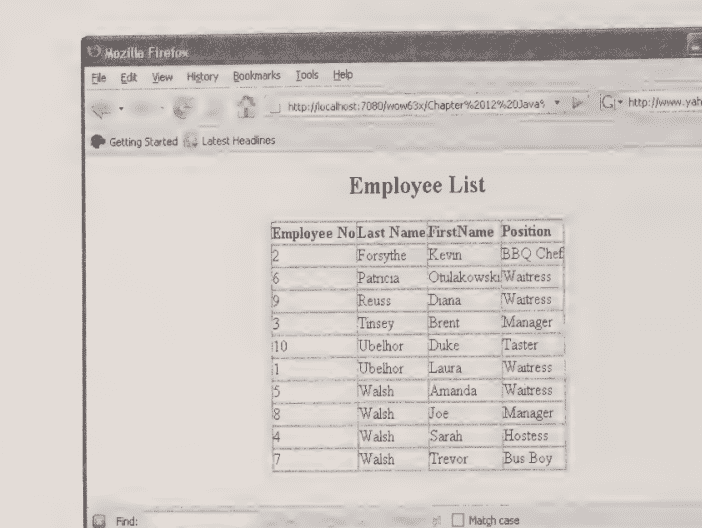 Mozilla Firefox
File Edit View History Bookmarks Tools Help
http://localhost:7080/wow63x/Chapter%2012%20Java% G http://www.yah
Getting Started Latest Headlines
Employee List
Employee No Last Name FirstName Position
2 Forsythe Kevin BBQ Chef
6 Patricia Otulakowski Waitress
9 Reuss Diana Waitress
3 Tinsey Brent Manager
10 Ubelhor Duke Taster
1 Ubelhor Laura Waitress
5 Walsh Amanda Waitress
8 Walsh Joe Manager
4 Walsh Sarah Hostess
7 Walsh Trevor Bus Boy
Find: Match case